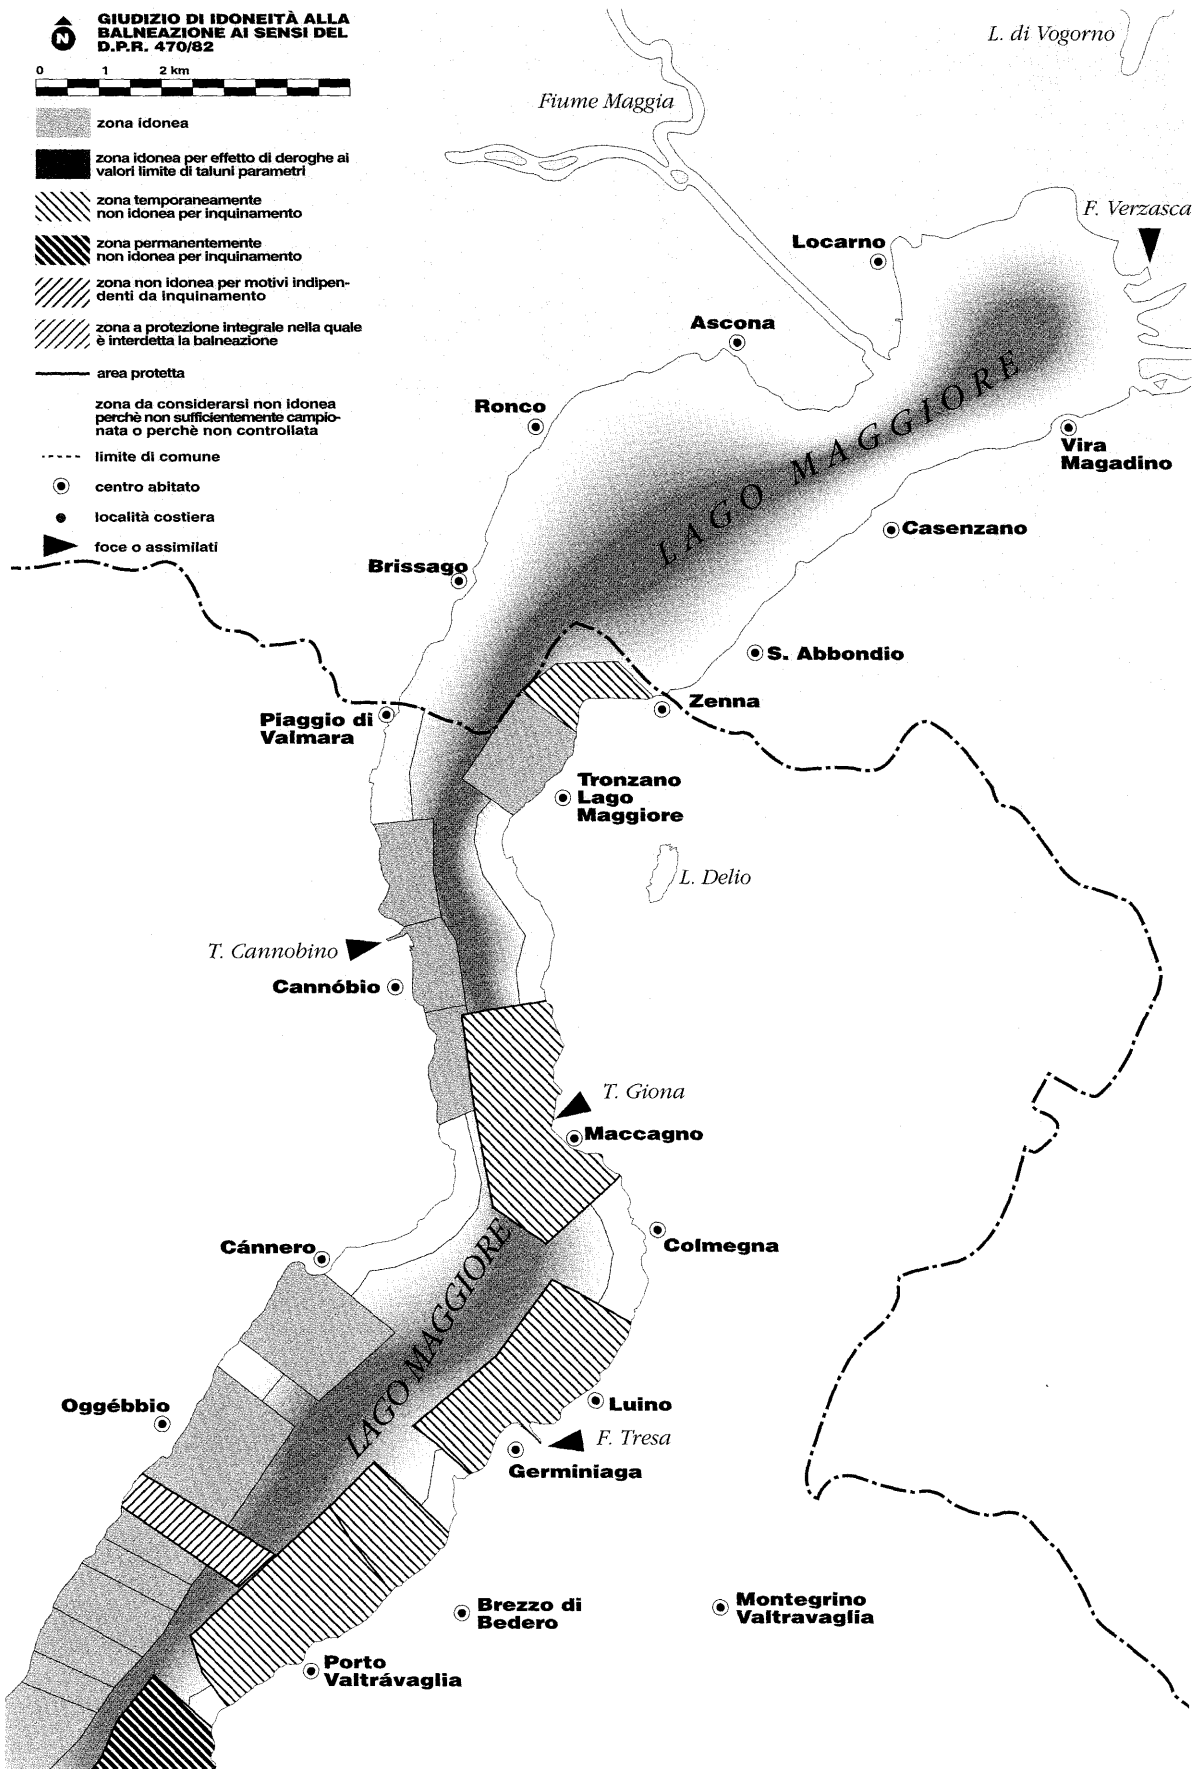 GIUDIZIO DI IDONEITÀ ALLA
BALNEAZIONE AI SENSI DEL
D.P.R. 470/82
N
0 1 2 km
zona idonea
zona idonea per effetto di deroghe ai
valori limite di taluni parametri
zona temporaneamente
non idonea per inquinamento
zona permanentemente
non idonea per inquinamento
zona non idonea per motivi indipen-
denti da inquinamento
zona a protezione integrale nella quale
è interdetta la balneazione
area protetta
zona da considerarsi non idonea
perchè non sufficientemente campio-
nata o perchè non controllata
limite di comune
centro abitato
località costiera
foce o assimilati
L. di Vogorno
Fiume Maggia
F. Verzasca
Locarno
Ascona
Ronco
LAGO MAGGIORE
Vira
Magadino
Casenzano
Brissago
S. Abbondio
Zenna
Piaggio di
Valmara
Tronzano
Lago
Maggiore
L. Delio
T. Cannobino
Cannóbio
T. Giona
Maccagno
Cánnero
Colmegna
LAGO MAGGIORE
Oggébbio
Luino
F. Tresa
Germiniaga
Brezzo di
Bedero
Montegrino
Valtravaglia
Porto
Valtrávaglia